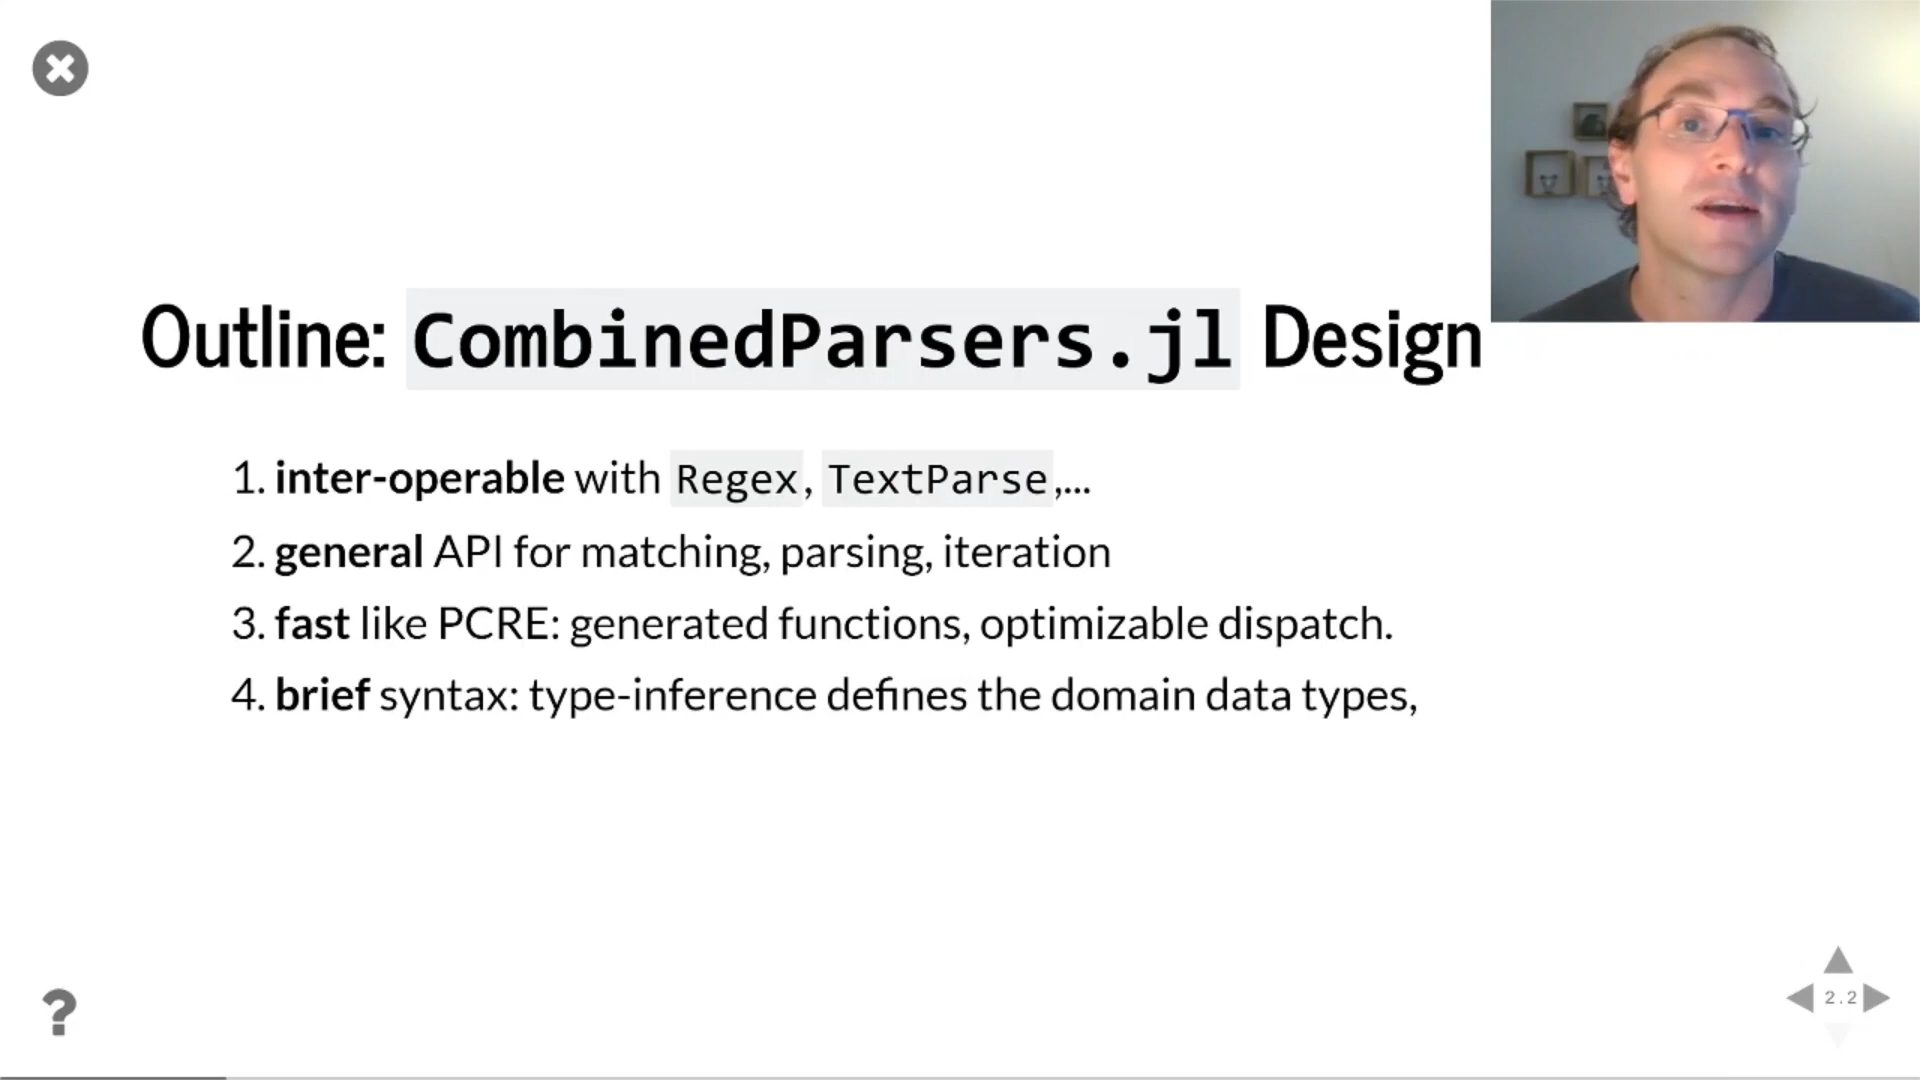 Outline: CombinedParsers.jl Design
1. inter-operable with Regex, TextParse,...
2. general API for matching, parsing, iteration
3. fast like PCRE: generated functions, optimizable dispatch.
4. brief syntax: type-inference defines the domain data types,
?
2.2